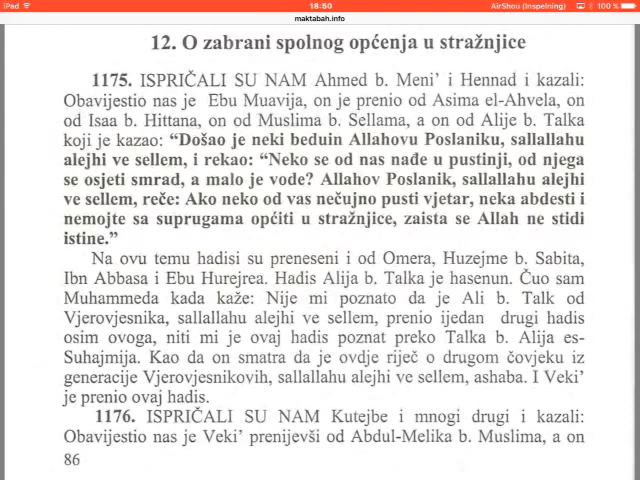 iPad 18:50 AirShou (Inspelning) 100 %
maktabah.info
12. O zabrani spolnog općenja u stražnjice
1175. ISPRIČALI SU NAM Ahmed b. Meni’ i Hennad i kazali:
Obavijestio nas je Ebu Muavija, on je prenio od Asima el-Ahvela, on
od Isaa b. Hittana, on od Muslima b. Sellama, a on od Alije b. Talka
koji je kazao: “Došao je neki beduin Allahovu Poslaniku, sallallahu
alejhi ve sellem, i rekao: “Neko se od nas nađe u pustinji, od njega
se osjeti smrad, a malo je vode? Allahov Poslanik, sallallahu alejhi
ve sellem, reče: Ako neko od vas nečujno pusti vjetar, neka abdesti i
nemojte sa suprugama općiti u stražnjice, zaista se Allah ne stidi
istine.”
Na ovu temu hadisi su preneseni i od Omera, Huzejme b. Sabita,
Ibn Abbasa i Ebu Hurejrea. Hadis Alija b. Talka je hasenun. Čuo sam
Muhammeda kada kaže: Nije mi poznato da je Ali b. Talk od
Vjerovjesnika, sallallahu alejhi ve sellem, prenio ijedan drugi hadis
osim ovoga, niti mi je ovaj hadis poznat preko Talka b. Alija es-
Suhajmija. Kao da on smatra da je ovdje riječ o drugom čovjeku iz
generacije Vjerovjesnikovih, sallallahu alejhi ve sellem, ashaba. I Veki’
je prenio ovaj hadis.
1176. ISPRIČALI SU NAM Kutejbe i mnogi drugi i kazali:
Obavijestio nas je Veki’ prenijevši od Abdul-Melika b. Muslima, a on
86